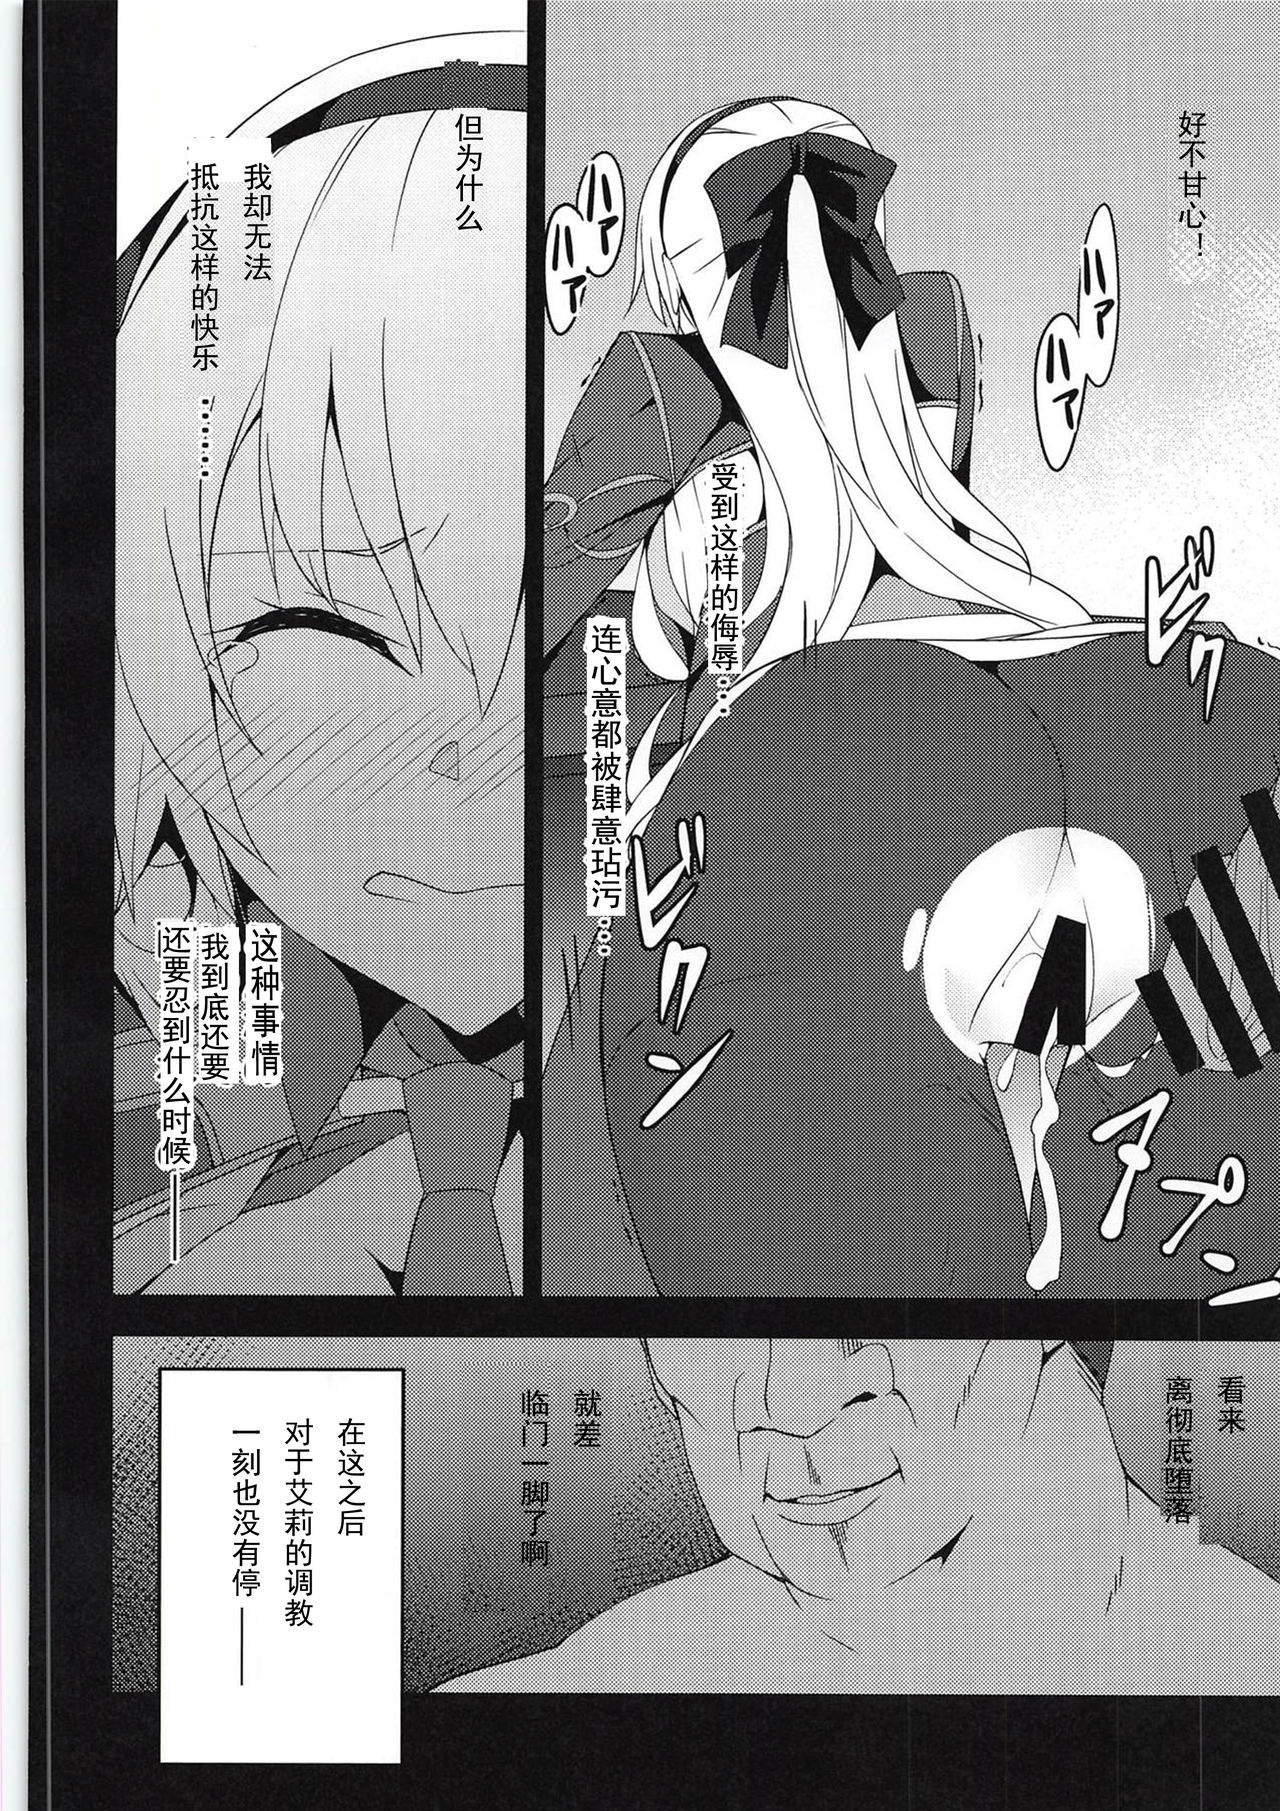 好不甘心！
ハァ
ハァ
ハァ
ハァ
受到这样的侮辱……
连心意都被肆意玷污……
ビク
ビク
ビクン
ドプンッ
但为什么
我却无法
抵抗这样的快乐
………
这种事情
我到底还要
还要忍到什么时候
——
看来
离彻底堕落
就差
临门一脚了啊
在这之后
对于艾莉的调教
一刻也没有停——